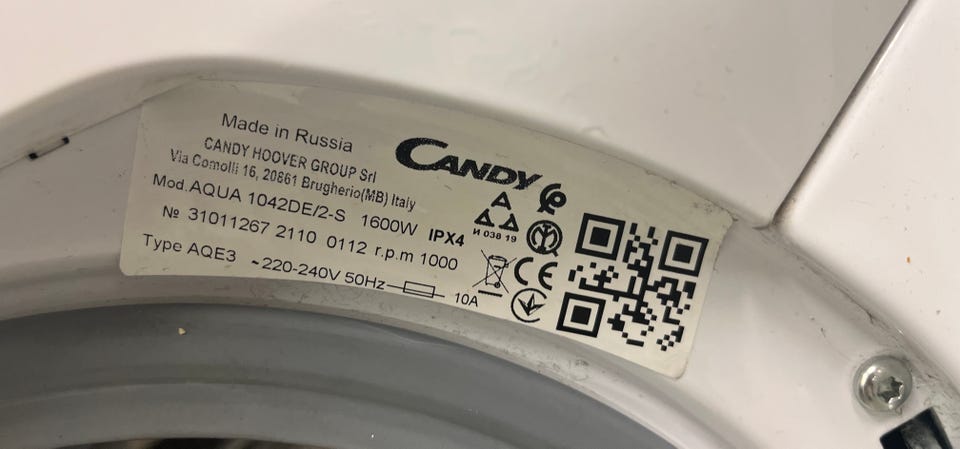 Made in Russia
CANDY HOOVER GROUP Srl
Via Comolli 16, 20861 Brugherio(MB) Italy
Mod.AQUA 1042DE/2-S 1600W IPX4
№ 31011267 2110 0112 r.p.m 1000
Type AQE3 ~220-240V 50Hz 10A
CANDY
И 038 19
CE